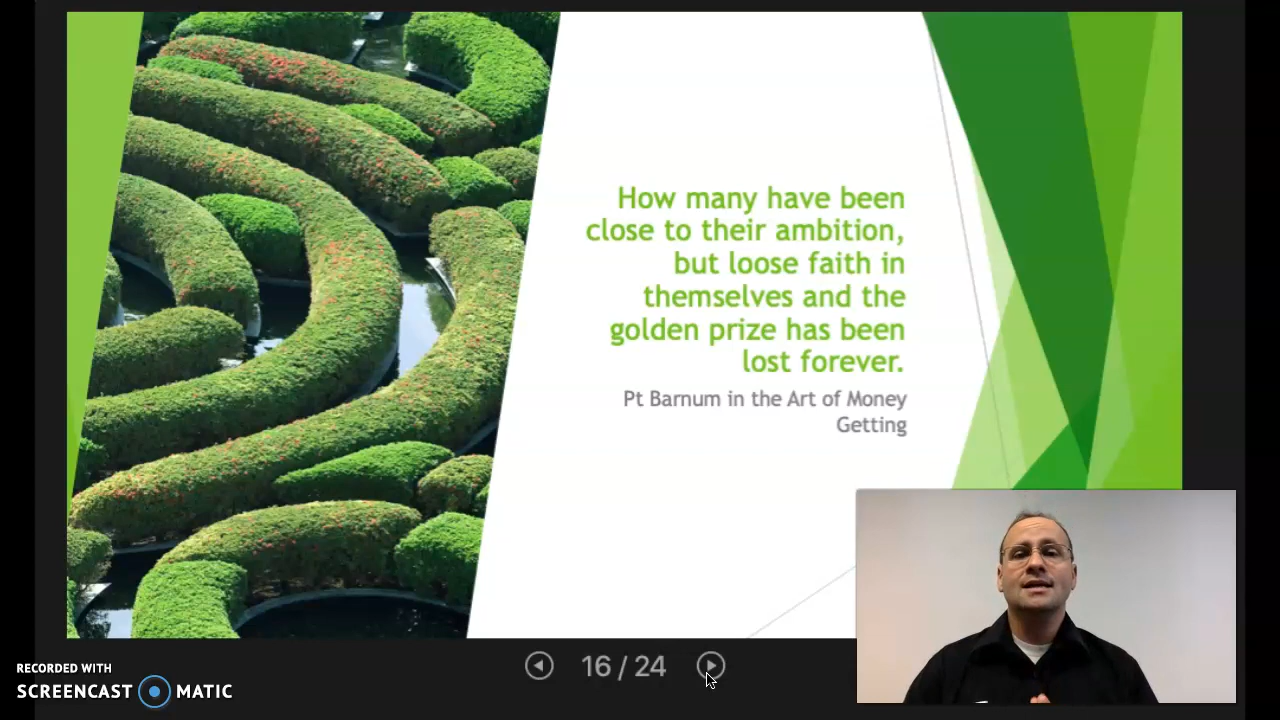 How many have been
close to their ambition,
but loose faith in
themselves and the
golden prize has been
lost forever.
Pt Barnum in the Art of Money
Getting
16 / 24
RECORDED WITH
SCREENCAST MATIC